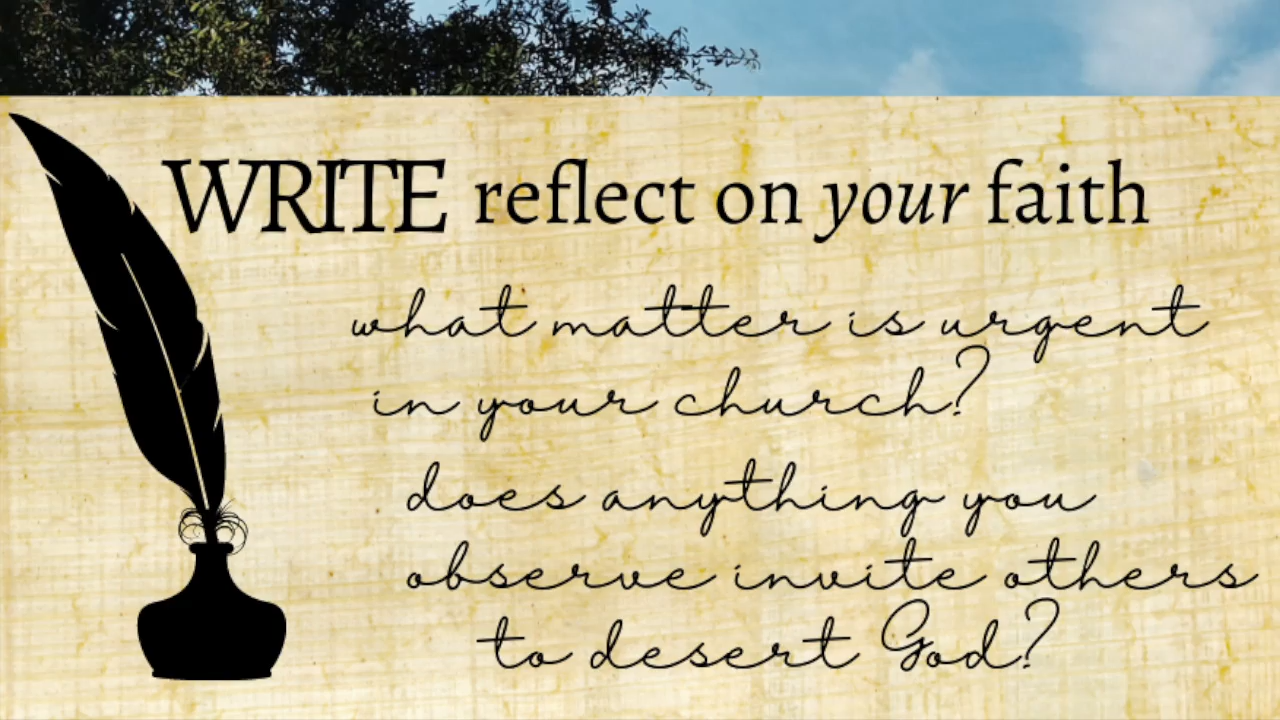 WRITE reflect on your faith
what matter is urgent
in your church?
does anything you
observe invite others
to desert God?